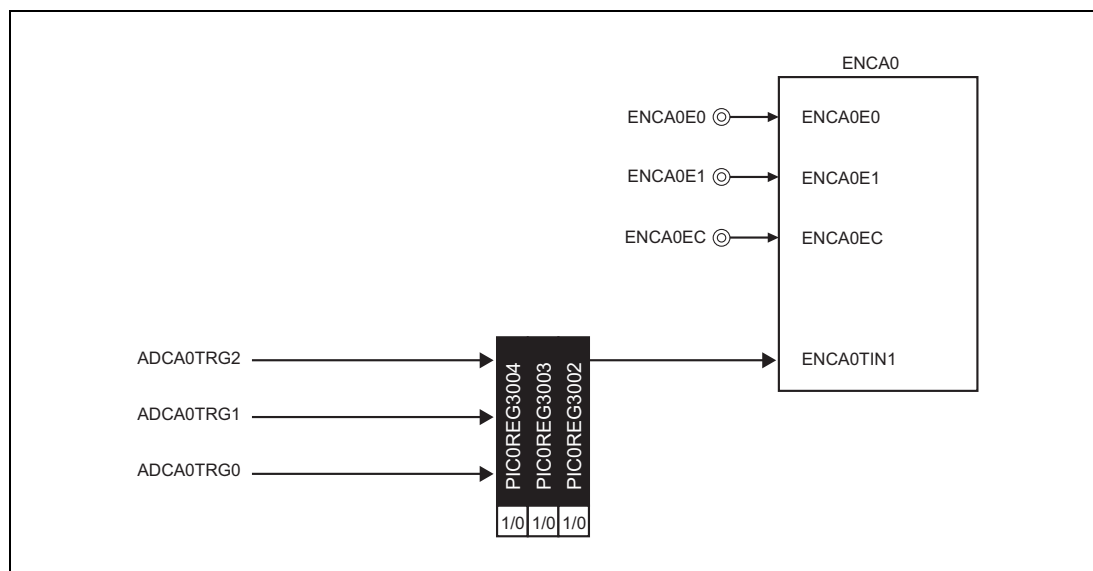 ENCA0
ENCA0E0
ENCA0E0
ENCA0E1
ENCA0E1
ENCA0EC
ENCA0EC
ADCA0TRG2
ENCA0TIN1
ADCA0TRG1
ADCA0TRG0
PIC0REG3004
PIC0REG3003
PIC0REG3002
1/0
1/0
1/0